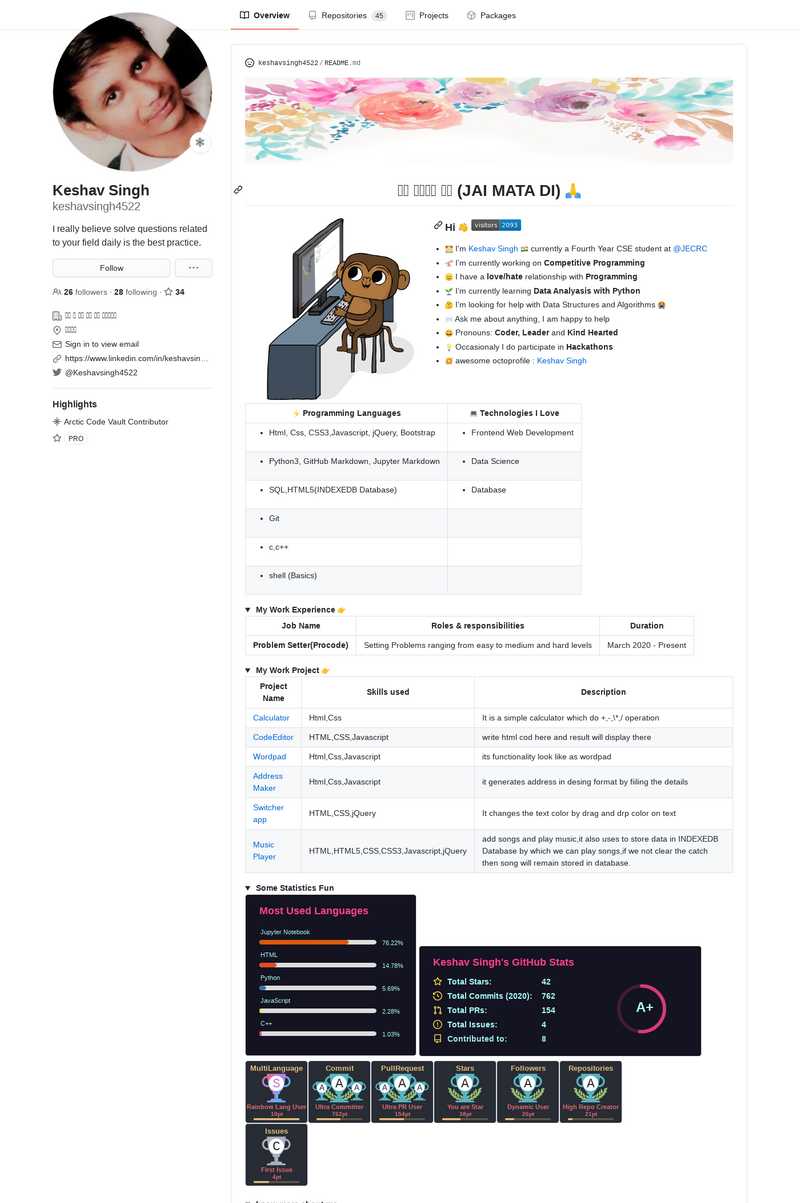 Overview
Repositories 45
Projects
Packages
Keshav Singh
keshavsingh4522
I really believe solve questions related
to your field daily is the best practice.
Follow
26 followers · 28 following · 34
Sign in to view email
https://www.linkedin.com/in/keshavsin…
@Keshavsingh4522
Highlights
Arctic Code Vault Contributor
PRO
keshavsingh4522 / README.md
(JAI MATA DI) 🙏
Hi 👋 visitors 2093
I'm Keshav Singh 🇮🇳 currently a Fourth Year CSE student at @JECRC
I'm currently working on Competitive Programming
I have a love/hate relationship with Programming
🌱 I'm currently learning Data Analyasis with Python
I'm looking for help with Data Structures and Algorithms 😭
Ask me about anything, I am happy to help
😄 Pronouns: Coder, Leader and Kind Hearted
💡 Occasionaly I do participate in Hackathons
💥 awesome octoprofile : Keshav Singh
⚡ Programming Languages
💻 Technologies I Love
Html, Css, CSS3,Javascript, jQuery, Bootstrap
Frontend Web Development
Python3, GitHub Markdown, Jupyter Markdown
Data Science
SQL,HTML5(INDEXEDB Database)
Database
Git
c,c++
shell (Basics)
▼ My Work Experience 👉
Job Name
Roles & responsibilities
Duration
Problem Setter(Procode)
Setting Problems ranging from easy to medium and hard levels
March 2020 - Present
▼ My Work Project 👉
Project
Name
Skills used
Description
Calculator
Html,Css
It is a simple calculator which do +,-,\*,/ operation
CodeEditor
HTML,CSS,Javascript
write html cod here and result will display there
Wordpad
Html,Css,Javascript
its functionality look like as wordpad
Address
Maker
Html,Css,Javascript
it generates address in desing format by fiiling the details
Switcher
app
HTML,CSS,jQuery
It changes the text color by drag and drp color on text
Music
Player
HTML,HTML5,CSS,CSS3,Javascript,jQuery
add songs and play music,it also uses to store data in INDEXEDB
Database by which we can play songs,if we not clear the catch
then song will remain stored in database.
▼ Some Statistics Fun
Most Used Languages
Jupyter Notebook
76.22%
HTML
14.78%
Python
5.69%
JavaScript
2.28%
C++
1.03%
Keshav Singh's GitHub Stats
Total Stars: 42
Total Commits (2020): 762
Total PRs: 154
Total Issues: 4
Contributed to: 8
A+
MultiLanguage
S
Rainbow Lang User
10pt
Commit
A A A
Ultra Committer
762pt
PullRequest
A A A
Ultra PR User
154pt
Stars
A
You are Star
Followers
A
Dynamic User
Repositories
A
High Repo Creator
21pt
Issues
C
First Issue
4pt